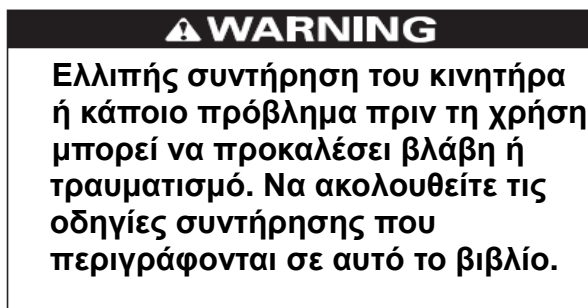 WARNING
Ελλιπής συντήρηση του κινητήρα
ή κάποιο πρόβλημα πριν τη χρήση
μπορεί να προκαλέσει βλάβη ή
τραυματισμό. Να ακολουθείτε τις
οδηγίες συντήρησης που
περιγράφονται σε αυτό το βιβλίο.